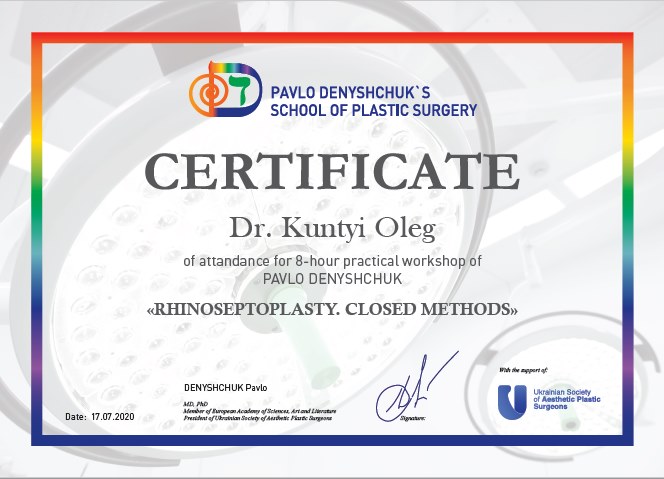 PAVLO DENYSHCHUK`S
SCHOOL OF PLASTIC SURGERY
CERTIFICATE
Dr. Kuntyi Oleg
of attandance for 8-hour practical workshop of
PAVLO DENYSHCHUK
«RHINOSEPTOPLASTY. CLOSED METHODS»
DENYSHCHUK Pavlo
MD, PhD
Member of European Academy of Sciences, Art and Literature
President of Ukrainian Society of Aesthetic Plastic Surgeons
Date: 17.07.2020
Signature:
With the support of:
Ukrainian Society
of Aesthetic Plastic
Surgeons